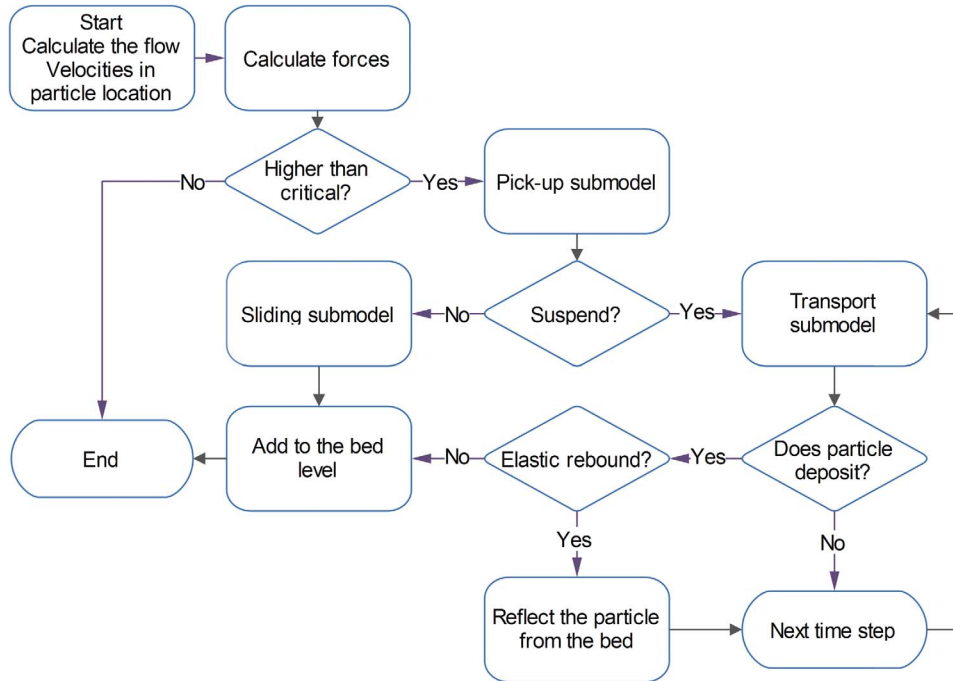 Start
Calculate the flow
Velocities in
particle location
Calculate forces
Higher than
critical?
No
Yes
Pick-up submodel
Sliding submodel
No
Suspend?
Yes
Transport
submodel
End
Add to the bed
level
No
Elastic rebound?
Yes
Does particle
deposit?
Yes
No
Reflect the particle
from the bed
Next time step